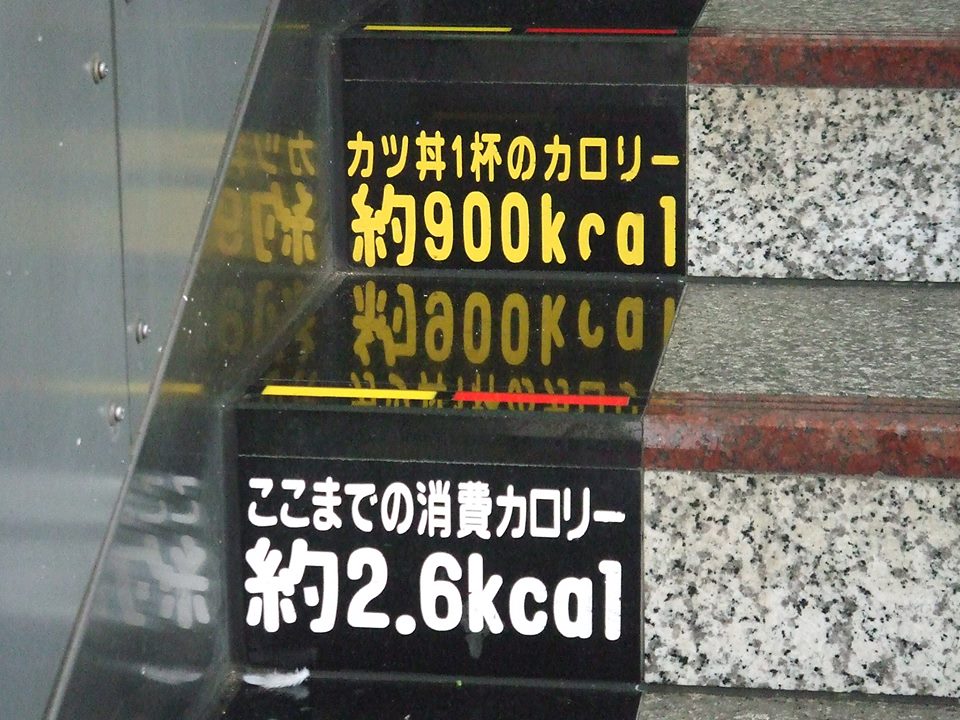 カツ丼1杯のカロリー
約900kcal
ここまでの消費カロリー
約2.6kcal